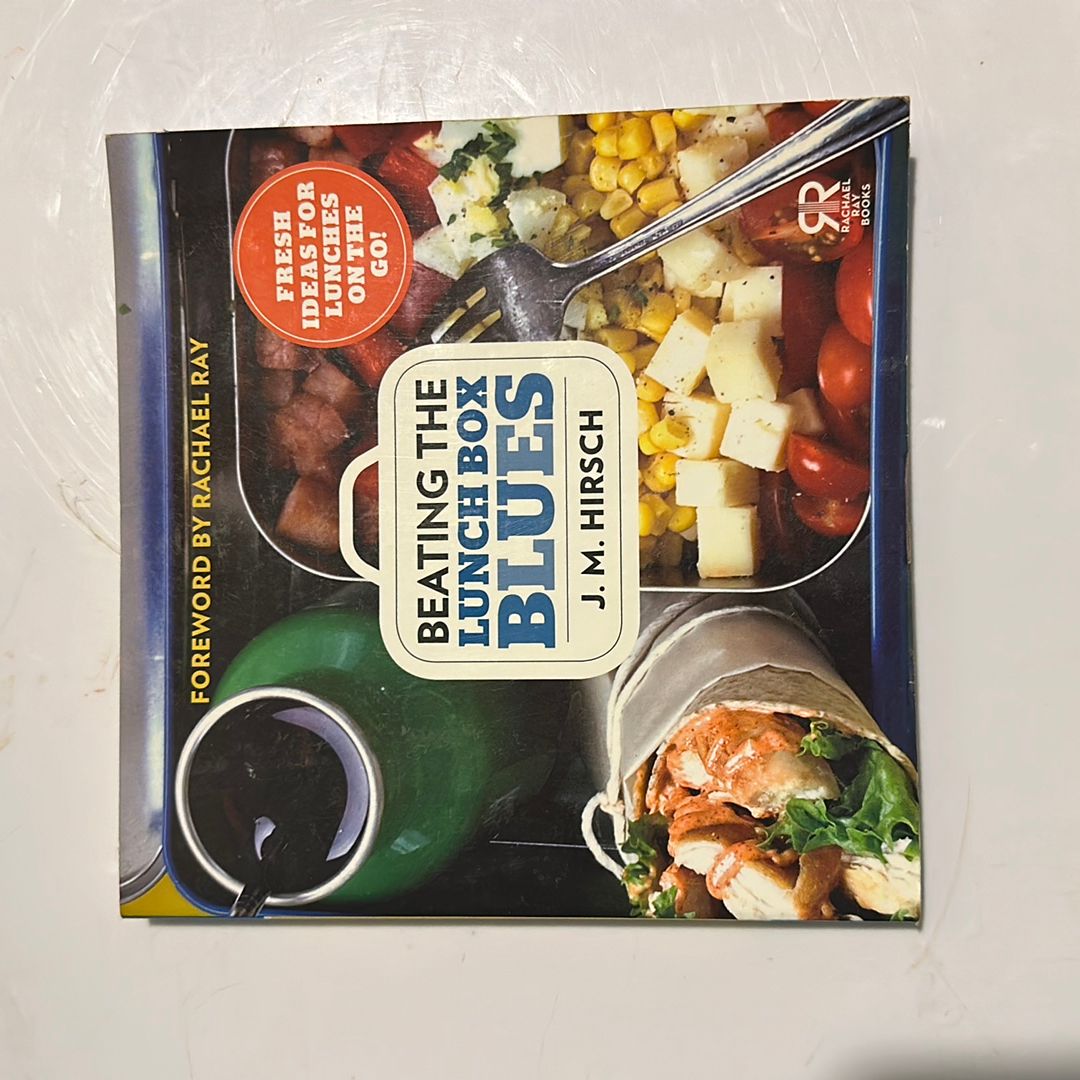 FOREWORD BY RACHAEL RAY
FRESH
IDEAS FOR
LUNCHES
ON THE
GO!
BEATING THE
LUNCH BOX
BLUES
J. M. HIRSCH
RR
RACHAEL
RAY
BOOKS